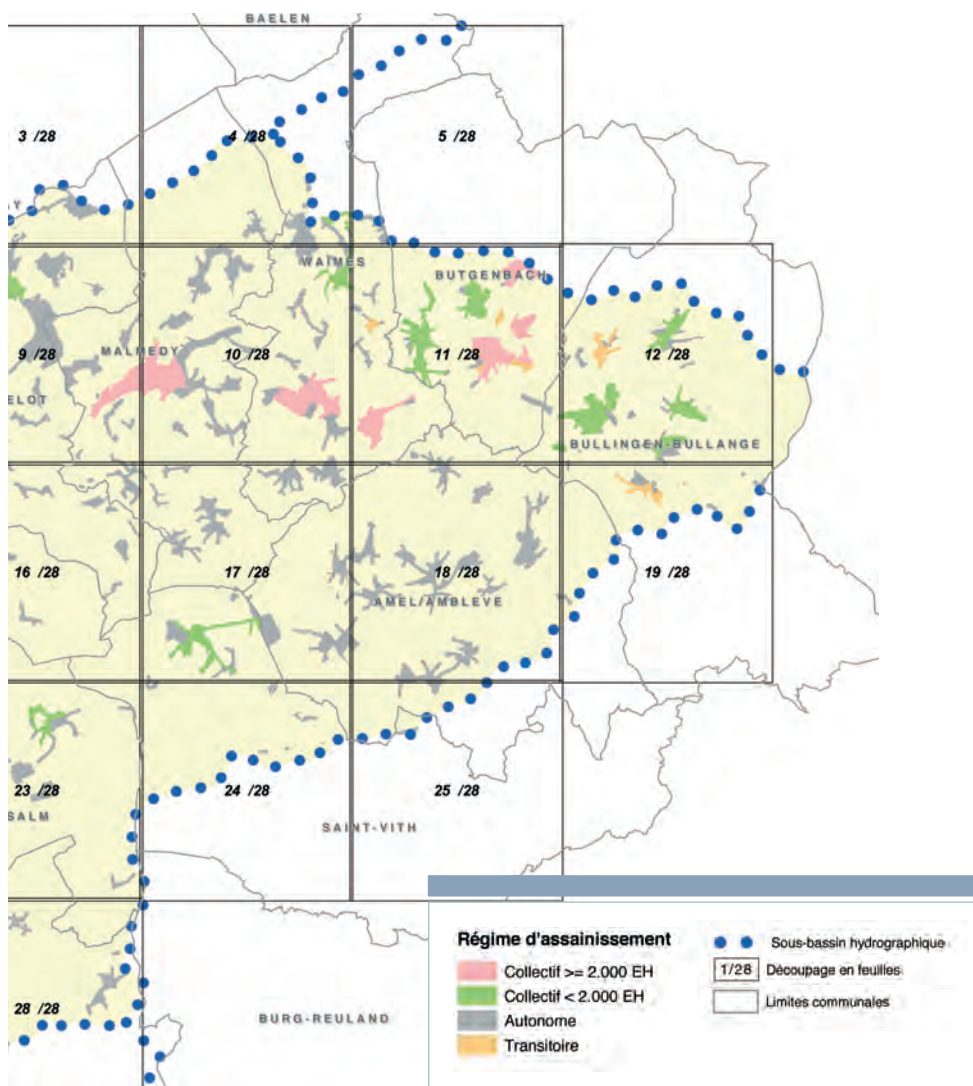 BAELEN
3 /28
4 /28
5 /28
WAIMES
BUTGENBACH
MALMEDY
9 /28
10 /28
11 /28
12 /28
ELOT
BULLINGEN-BULLANGE
16 /28
17 /28
18 /28
19 /28
AMEL/AMBLEVE
23 /28
24 /28
25 /28
SALM
SAINT-VITH
28 /28
BURG-REULAND
Régime d'assainissement
Collectif >= 2.000 EH
Collectif < 2.000 EH
Autonome
Transitoire
Sous-bassin hydrographique
1/28 Découpage en feuilles
Limites communales